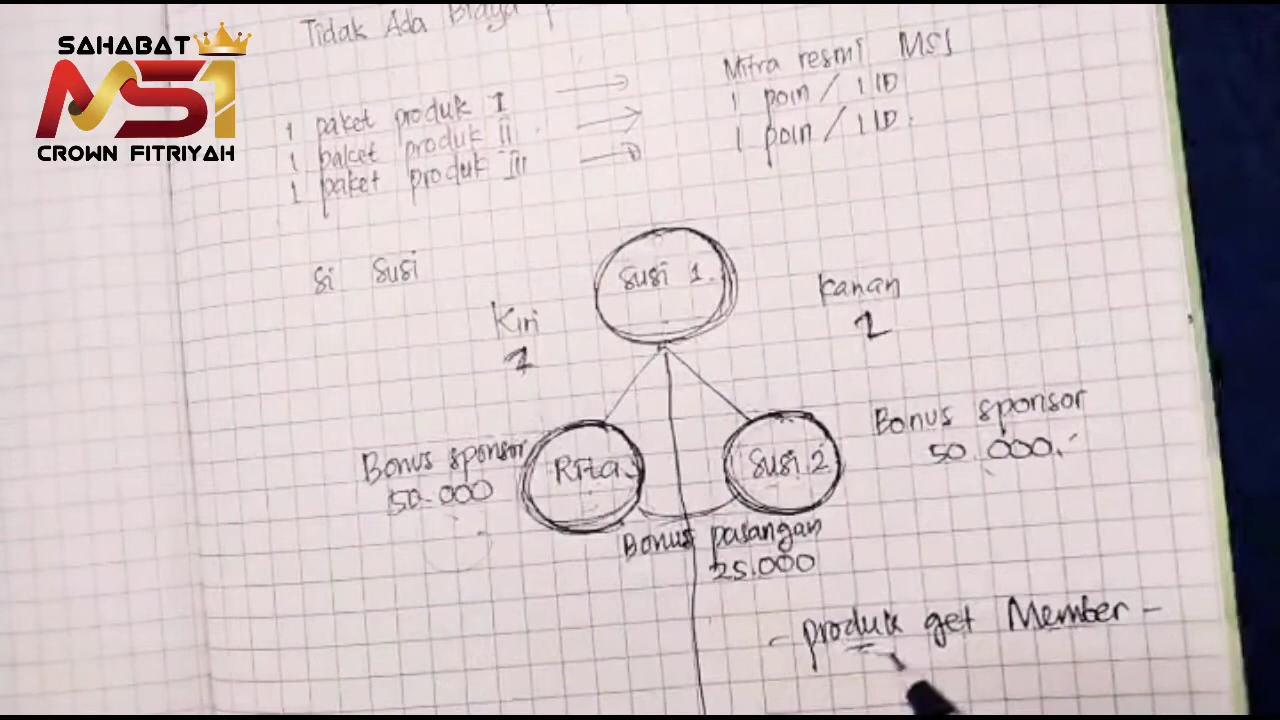 SAHABAT
MS1
CROWN FITRIYAH
Tidak Ada Biaya
1 paket produk I → Mitra resmi MSI
1 paket produk II → 1 poin / 1 ID
1 paket produk III → 1 poin / 1 ID.
Si Susi
Susi 1.
Kiri
1
Kanan
1
Bonus sponsor
50.000
Rita
Susi 2
Bonus sponsor
50.000.
Bonus pasangan
25.000
- produk get Member -